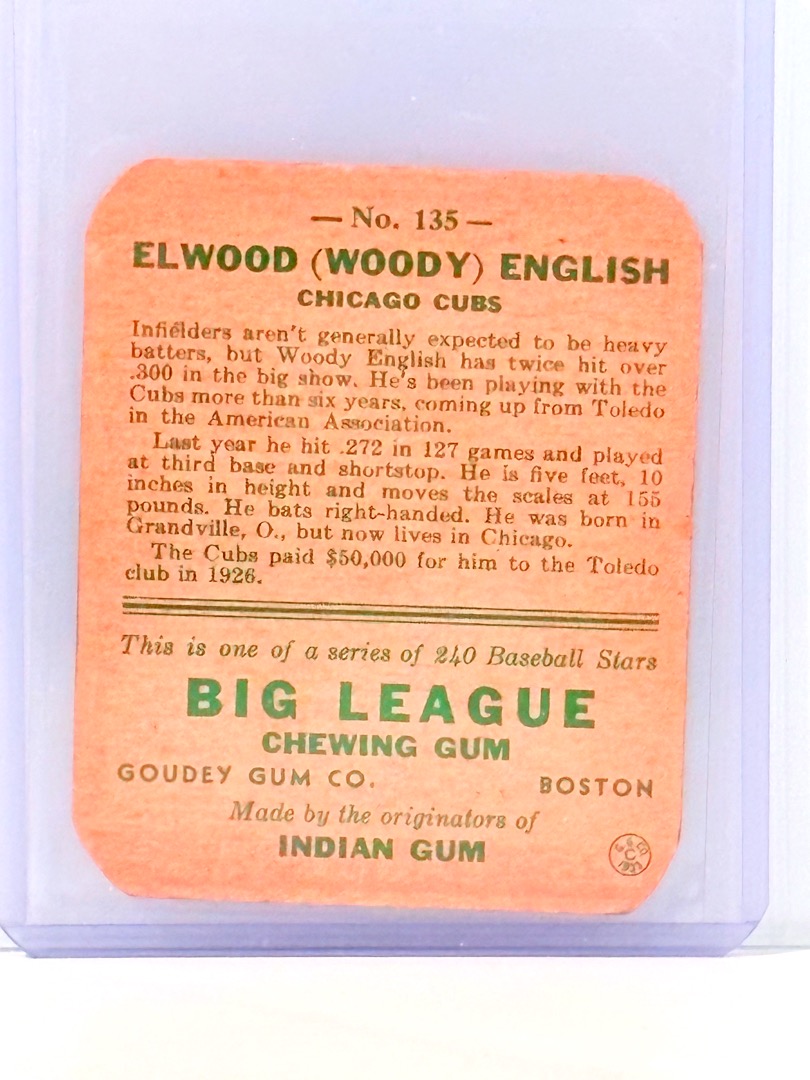 — No. 135 —
ELWOOD (WOODY) ENGLISH
CHICAGO CUBS
Infielders aren't generally expected to be heavy
batters, but Woody English has twice hit over
.300 in the big show. He's been playing with the
Cubs more than six years, coming up from Toledo
in the American Association.
Last year he hit .272 in 127 games and played
at third base and shortstop. He is five feet, 10
inches in height and moves the scales at 155
pounds. He bats right-handed. He was born in
Grandville, O., but now lives in Chicago.
The Cubs paid $50,000 for him to the Toledo
club in 1926.
This is one of a series of 240 Baseball Stars
BIG LEAGUE
CHEWING GUM
GOUDEY GUM CO. BOSTON
Made by the originators of
INDIAN GUM
G. G. CO
C
1933